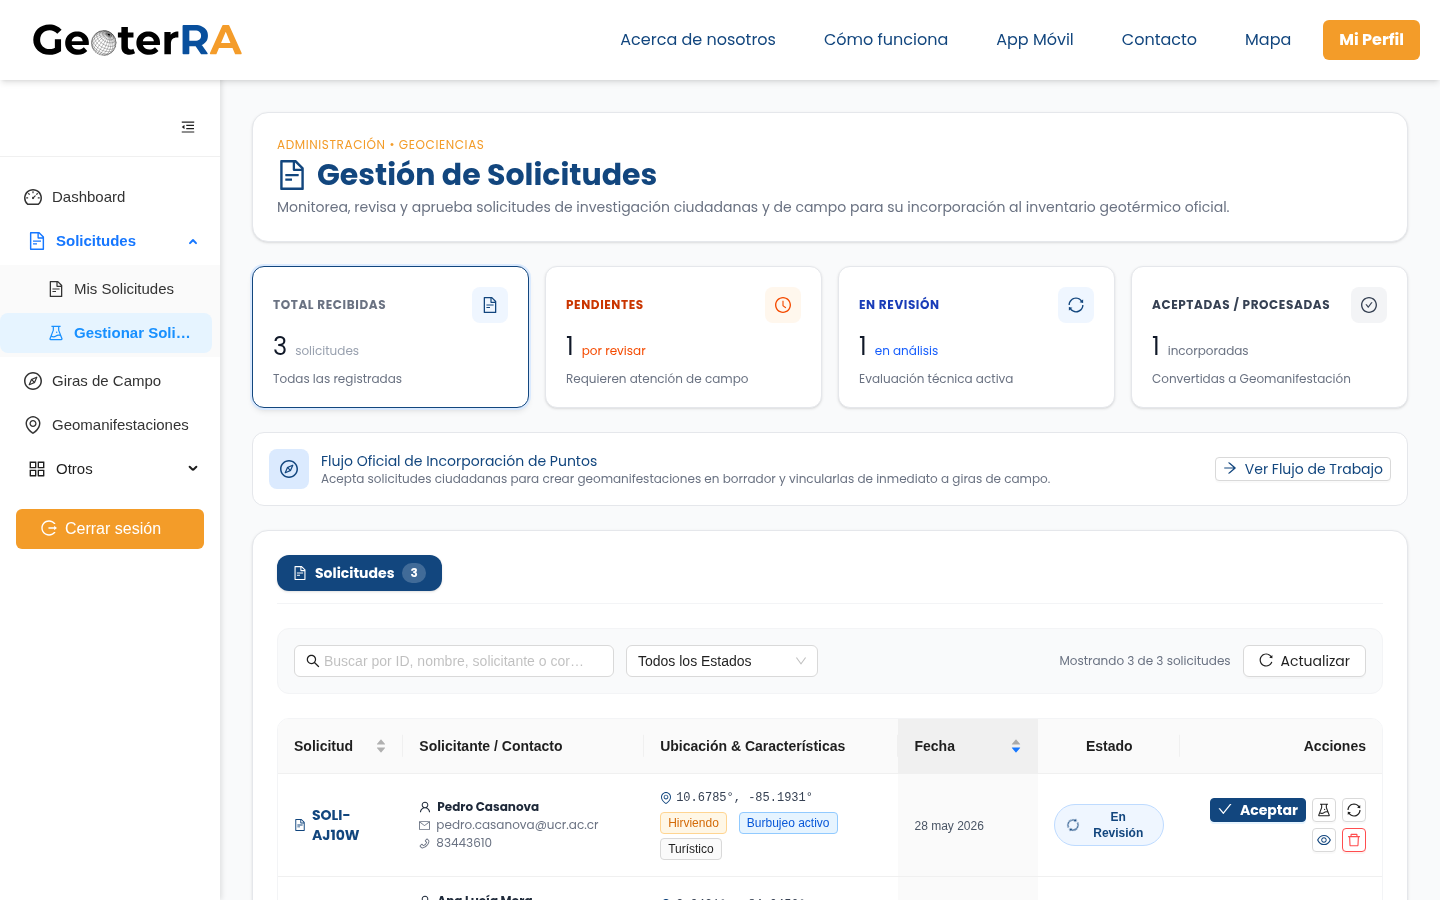 GeoterRA
Acerca de nosotros
Cómo funciona
App Móvil
Contacto
Mapa
Mi Perfil
Dashboard
Solicitudes
Mis Solicitudes
Gestionar Soli...
Giras de Campo
Geomanifestaciones
Otros
Cerrar sesión
ADMINISTRACIÓN • GEOCIENCIAS
Gestión de Solicitudes
Monitorea, revisa y aprueba solicitudes de investigación ciudadanas y de campo para su incorporación al inventario geotérmico oficial.
TOTAL RECIBIDAS
3 solicitudes
Todas las registradas
PENDIENTES
1 por revisar
Requieren atención de campo
EN REVISIÓN
1 en análisis
Evaluación técnica activa
ACEPTADAS / PROCESADAS
1 incorporadas
Convertidas a Geomanifestación
Flujo Oficial de Incorporación de Puntos
Acepta solicitudes ciudadanas para crear geomanifestaciones en borrador y vincularlas de inmediato a giras de campo.
Ver Flujo de Trabajo
Solicitudes 3
Buscar por ID, nombre, solicitante o cor...
Todos los Estados
Mostrando 3 de 3 solicitudes
Actualizar
Solicitud
Solicitante / Contacto
Ubicación & Características
Fecha
Estado
Acciones
SOLI-
AJ10W
Pedro Casanova
pedro.casanova@ucr.ac.cr
83443610
10.6785°, -85.1931°
Hirviendo
Burbujeo activo
Turístico
28 may 2026
En
Revisión
Aceptar